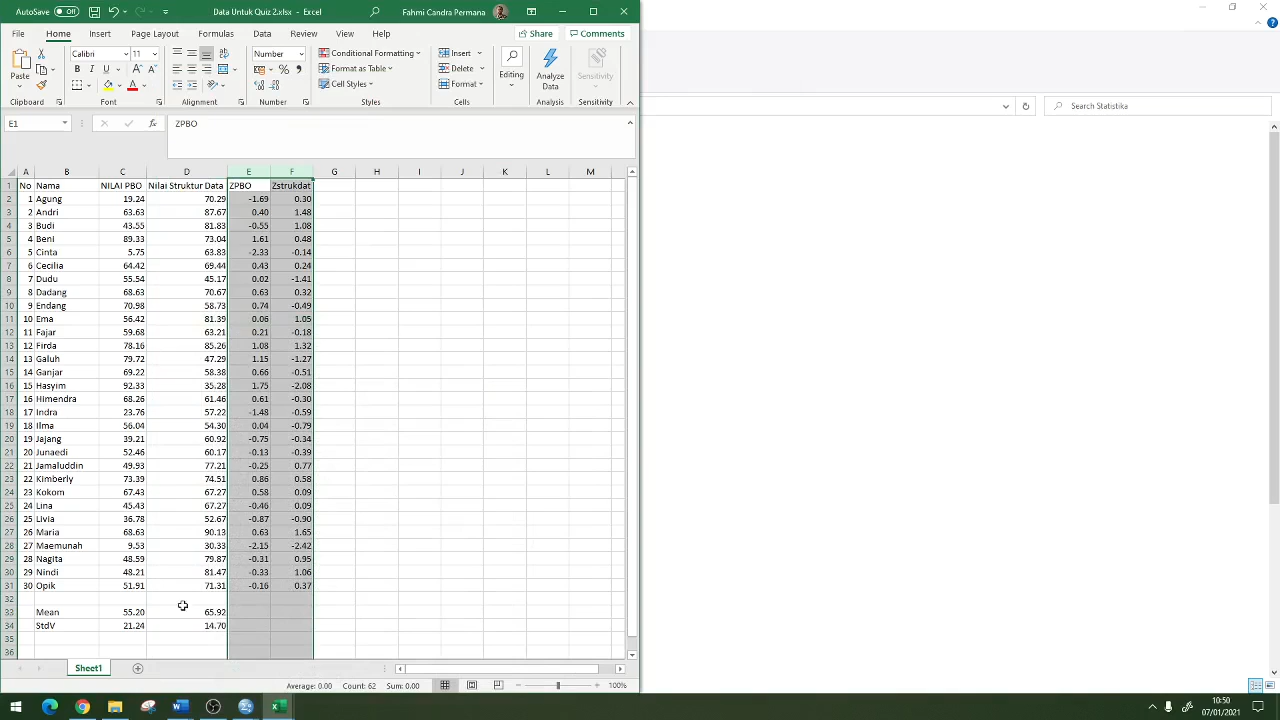 AutoSave Off Data Untuk Quiz 2.xlsx - Excel Fahmi Candra Permana
File Home Insert Page Layout Formulas Data Review View Help Share Comments
Calibri 11 Number Conditional Formatting Insert
Paste B I U A A % Format as Table Delete Editing Analyze Data Sensitivity
Cell Styles Format
Clipboard Font Alignment Number Styles Cells Analysis Sensitivity
E1 fx ZPBO
Search Statistika
A B C D E F G H I J K L M
1 No Nama NILAI PBO Nilai Struktur Data ZPBO Zstrukdat
2 1 Agung 19.24 70.29 -1.69 0.30
3 2 Andri 63.63 87.67 0.40 1.48
4 3 Budi 43.55 81.83 -0.55 1.08
5 4 Beni 89.33 73.04 1.61 0.48
6 5 Cinta 5.75 63.83 -2.33 -0.14
7 6 Cecilia 64.42 69.44 0.43 0.24
8 7 Dudu 55.54 45.17 0.02 -1.41
9 8 Dadang 68.63 70.67 0.63 0.32
10 9 Endang 70.98 58.73 0.74 -0.49
11 10 Ema 56.42 81.39 0.06 1.05
12 11 Fajar 59.68 63.21 0.21 -0.18
13 12 Firda 78.16 85.26 1.08 1.32
14 13 Galuh 79.72 47.29 1.15 -1.27
15 14 Ganjar 69.22 58.38 0.66 -0.51
16 15 Hasyim 92.33 35.28 1.75 -2.08
17 16 Himendra 68.26 61.46 0.61 -0.30
18 17 Indra 23.76 57.22 -1.48 -0.59
19 18 Ilma 56.04 54.30 0.04 -0.79
20 19 Jajang 39.21 60.92 -0.75 -0.34
21 20 Junaedi 52.46 60.17 -0.13 -0.39
22 21 Jamaluddin 49.93 77.21 -0.25 0.77
23 22 Kimberly 73.39 74.51 0.86 0.58
24 23 Kokom 67.43 67.27 0.58 0.09
25 24 Lina 45.43 67.27 -0.46 0.09
26 25 Livia 36.78 52.67 -0.87 -0.90
27 26 Maria 68.63 90.13 0.63 1.65
28 27 Maemunah 9.53 30.33 -2.15 -2.42
29 28 Nagita 48.59 79.87 -0.31 0.95
30 29 Nindi 48.21 81.47 -0.33 1.06
31 30 Opik 51.91 71.31 -0.16 0.37
32
33 Mean 55.20 65.92
34 StdV 21.24 14.70
35
36
Sheet1
Average: 0.00 Count: 62 Sum: 0.00 100%
10:50
07/01/2021